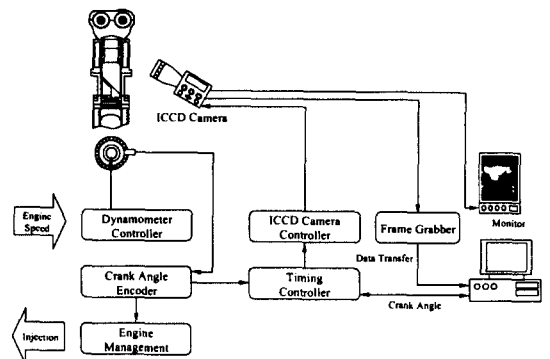 ICCD Camera
Engine
Speed
Dynamometer
Controller
ICCD Camera
Controller
Frame Grabber
Monitor
Data Transfer
Crank Angle
Encoder
Timing
Controller
Crank Angle
Injection
Engine
Management